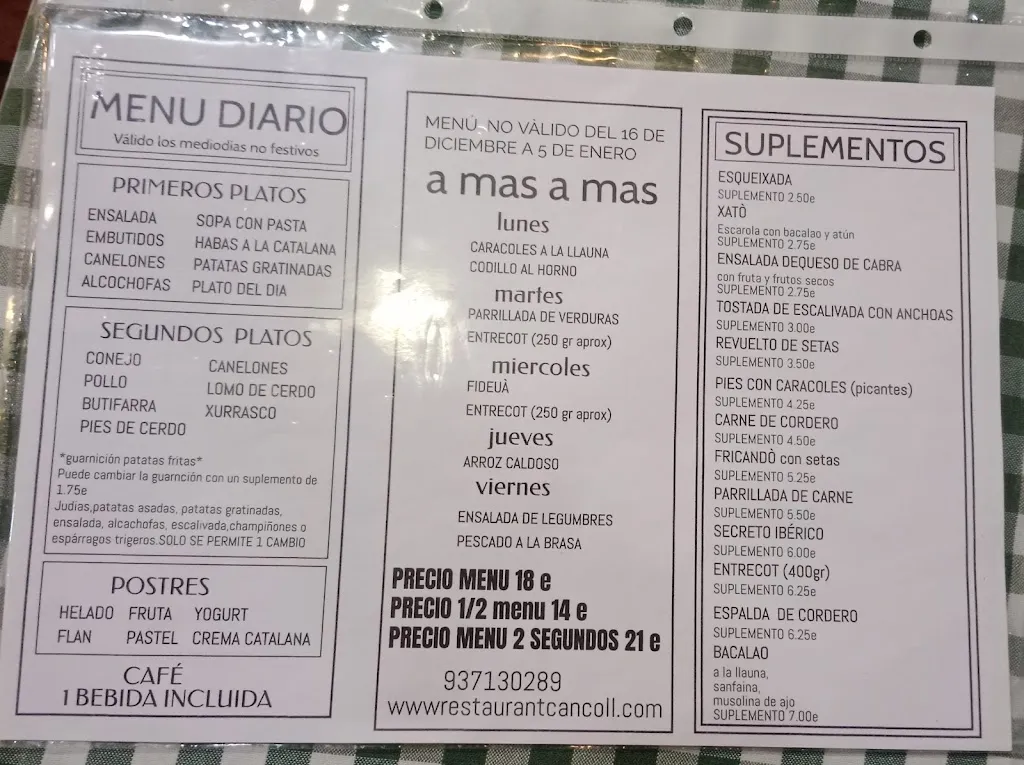 MENU DIARIO
Válido los mediodias no festivos
PRIMEROS PLATOS
ENSALADA SOPA CON PASTA
EMBUTIDOS HABAS A LA CATALANA
CANELONES PATATAS GRATINADAS
ALCOCHOFAS PLATO DEL DIA
SEGUNDOS PLATOS
CONEJO CANELONES
POLLO LOMO DE CERDO
BUTIFARRA XURRASCO
PIES DE CERDO
*guarnición patatas fritas*
Puede cambiar la guarnción con un suplemento de
1.75e
Judías,patatas asadas, patatas gratinadas,
ensalada, alcachofas, escalivada,champiñones o
espárragos trigeros.SOLO SE PERMITE 1 CAMBIO
POSTRES
HELADO FRUTA YOGURT
FLAN PASTEL CREMA CATALANA
CAFÉ
1 BEBIDA INCLUIDA
MENÚ, NO VÀLIDO DEL 16 DE
DICIEMBRE A 5 DE ENERO
a mas a mas
lunes
CARACOLES A LA LLAUNA
CODILLO AL HORNO
martes
PARRILLADA DE VERDURAS
ENTRECOT (250 gr aprox)
miercoles
FIDEUÀ
ENTRECOT (250 gr aprox)
jueves
ARROZ CALDOSO
viernes
ENSALADA DE LEGUMBRES
PESCADO A LA BRASA
PRECIO MENU 18 e
PRECIO 1/2 menu 14 e
PRECIO MENU 2 SEGUNDOS 21 e
937130289
wwwrestaurantcancoll.com
SUPLEMENTOS
ESQUEIXADA
SUPLEMENTO 2.50e
XATÒ
Escarola con bacalao y atún
SUPLEMENTO 2.75e
ENSALADA DEQUESO DE CABRA
con fruta y frutos secos
SUPLEMENTO 2.75e
TOSTADA DE ESCALIVADA CON ANCHOAS
SUPLEMENTO 3.00e
REVUELTO DE SETAS
SUPLEMENTO 3.50e
PIES CON CARACOLES (picantes)
SUPLEMENTO 4.25e
CARNE DE CORDERO
SUPLEMENTO 4.50e
FRICANDÒ con setas
SUPLEMENTO 5.25e
PARRILLADA DE CARNE
SUPLEMENTO 5.50e
SECRETO IBÉRICO
SUPLEMENTO 6.00e
ENTRECOT (400gr)
SUPLEMENTO 6.25e
ESPALDA DE CORDERO
SUPLEMENTO 6.25e
BACALAO
a la llauna,
sanfaina,
musolina de ajo
SUPLEMENTO 7.00e